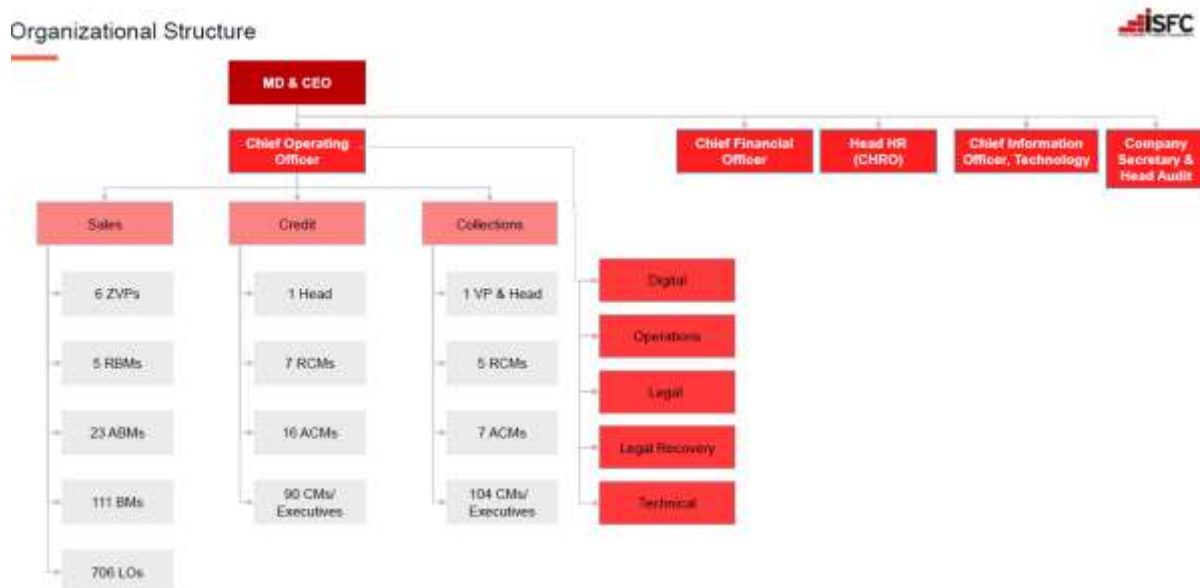 Organizational Structure
ISFC
MD & CEO
Chief Operating
Officer
Chief Financial
Officer
Head HR
(CHRO)
Chief Information
Officer, Technology
Company
Secretary &
Head Audit
Sales
Credit
Collections
6 ZVPs
1 Head
1 VP & Head
Digital
5 RBMs
7 RCMs
5 RCMs
Operations
Legal
23 ABMs
16 ACMs
7 ACMs
Legal Recovery
111 BMs
90 CMs/
Executives
104 CMs/
Executives
Technical
706 LOs